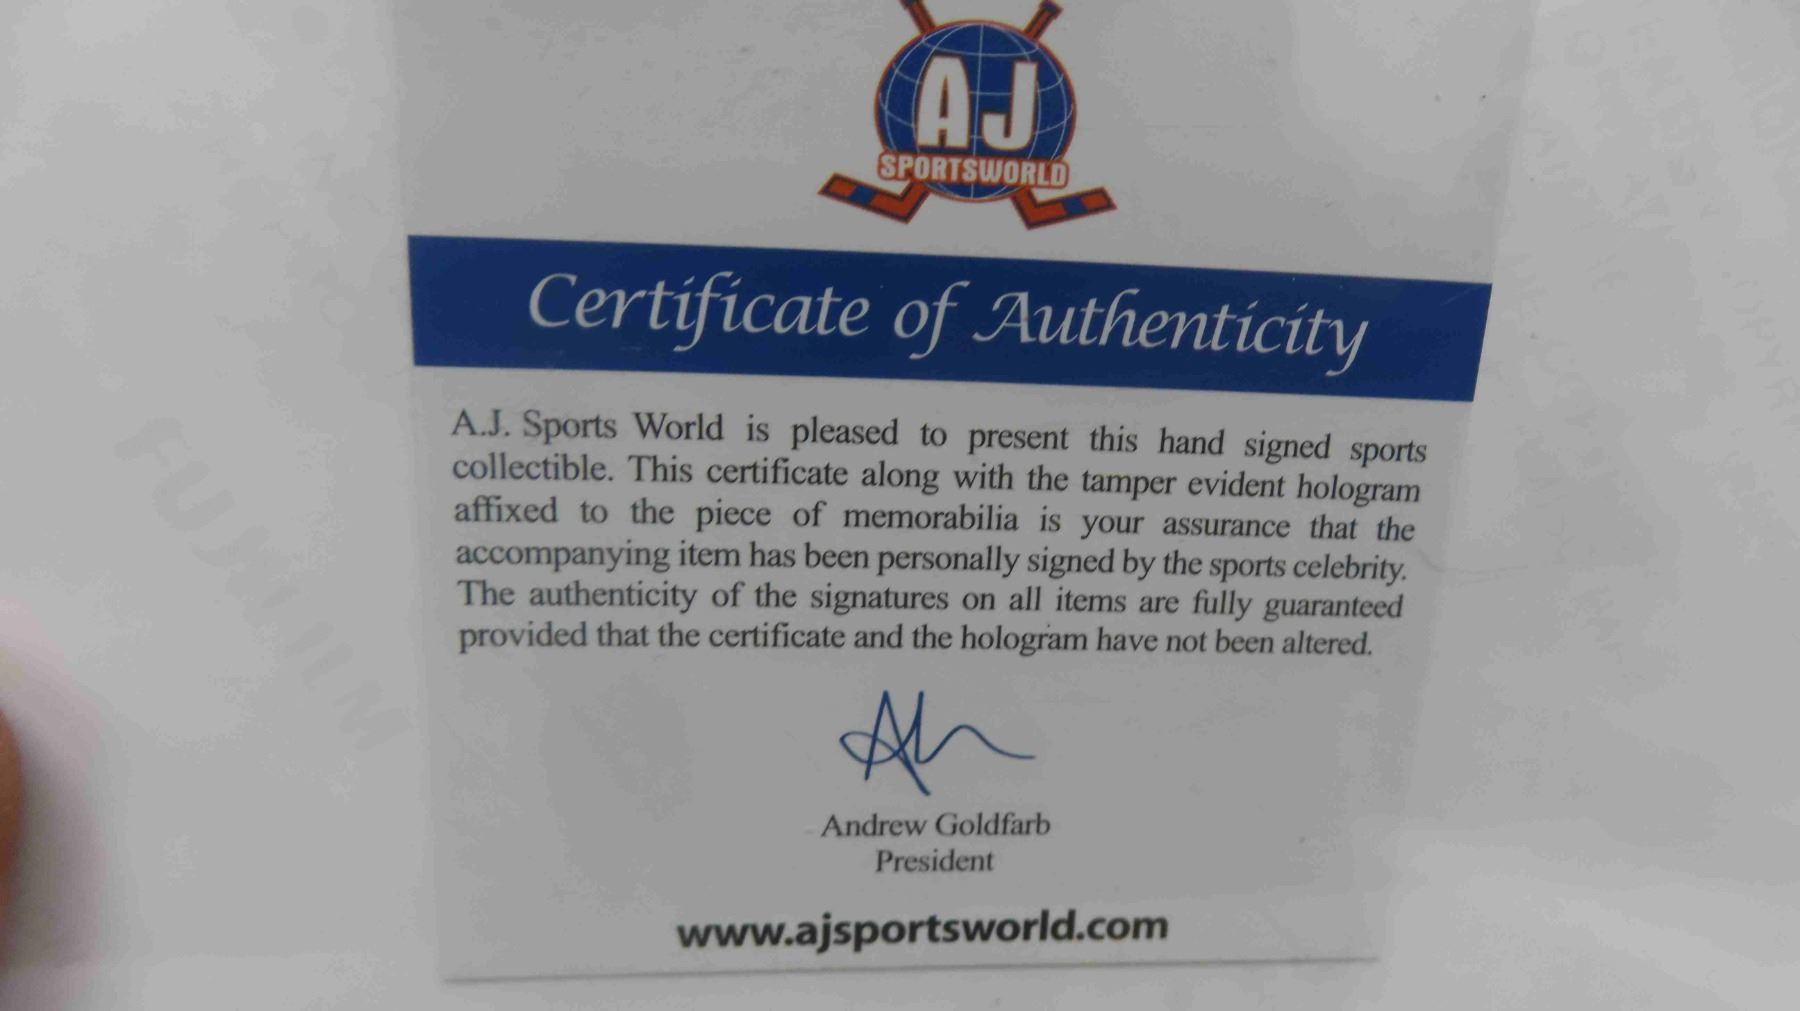 AJ
SPORTSWORLD
Certificate of Authenticity
A.J. Sports World is pleased to present this hand signed sports
collectible. This certificate along with the tamper evident hologram
affixed to the piece of memorabilia is your assurance that the
accompanying item has been personally signed by the sports celebrity.
The authenticity of the signatures on all items are fully guaranteed
provided that the certificate and the hologram have not been altered.
Andrew Goldfarb
President
www.ajsportsworld.com
FUJIFILM